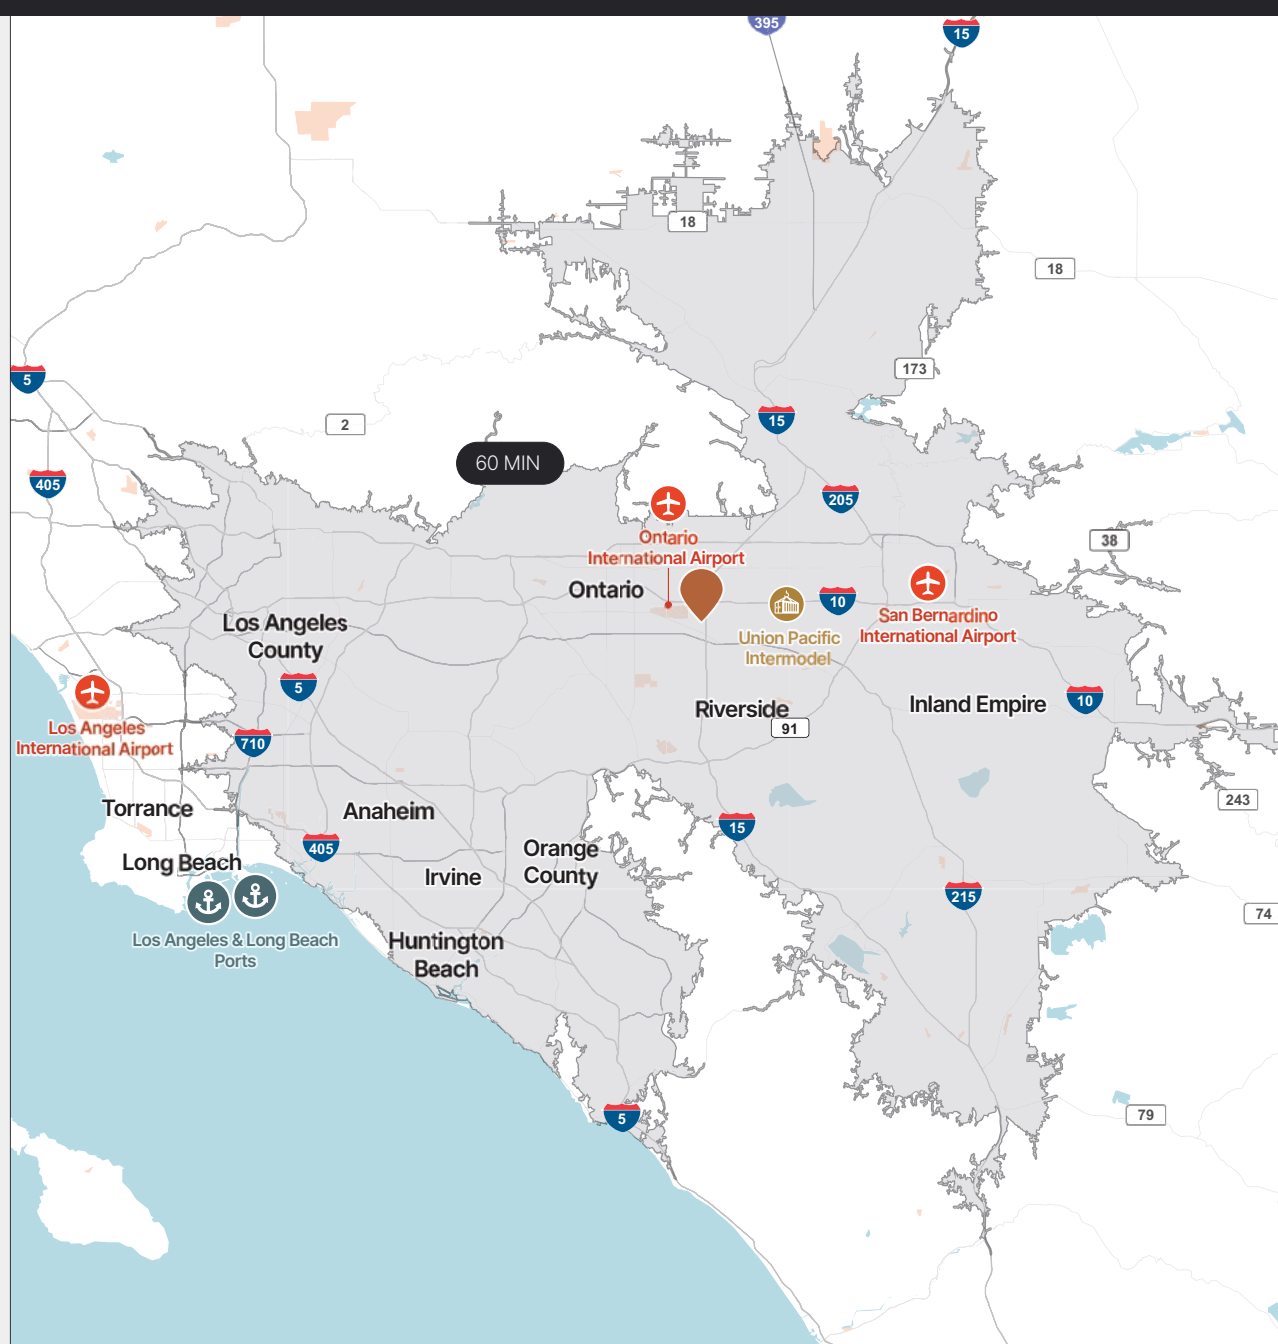 395
15
18
18
173
5
2
15
60 MIN
405
205
Ontario
International Airport
38
Ontario
10
San Bernardino
International Airport
Los Angeles
County
Union Pacific
Intermodel
5
Los Angeles
International Airport
Riverside
91
Inland Empire
10
710
Torrance
Anaheim
243
15
405
Long Beach
Irvine
Orange
County
215
74
Los Angeles & Long Beach
Ports
Huntington
Beach
5
79